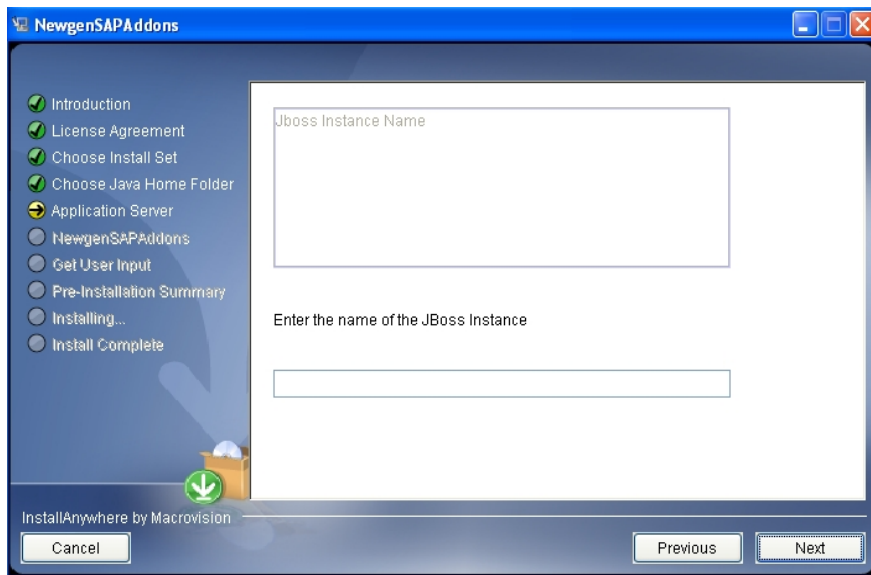 NewgenSAPAddons
Introduction
License Agreement
Choose Install Set
Choose Java Home Folder
Application Server
NewgenSAPAddons
Get User Input
Pre-Installation Summary
Installing...
Install Complete
Jboss Instance Name
Enter the name of the JBoss Instance
InstallAnywhere by Macrovision
Cancel
Previous
Next